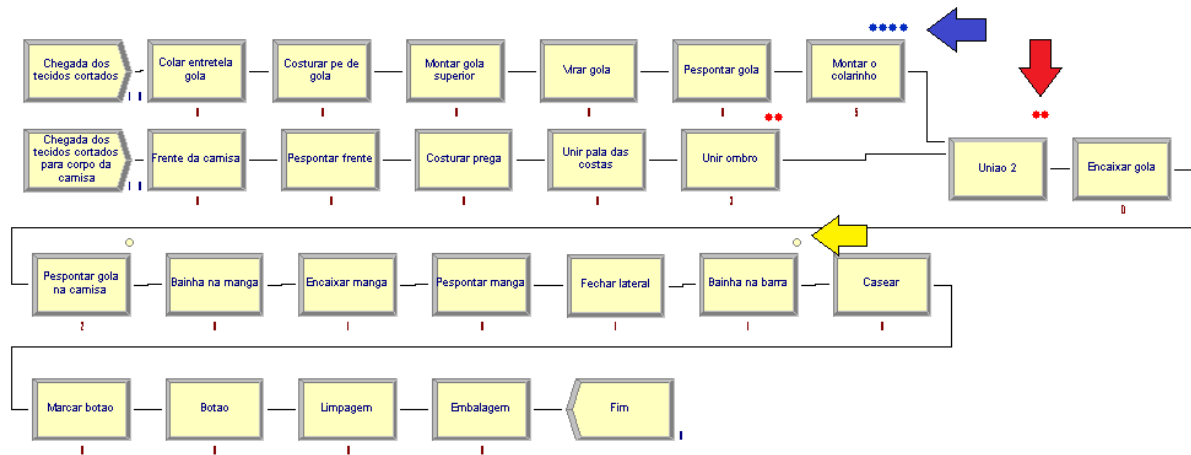 Chegada dos
tecidos cortados
Colar entretela
gola
Costurar pe de
gola
Montar gola
superior
Virar gola
Pespontar gola
Montar o
colarinho
5
Chegada dos
tecidos cortados
para corpo da
camisa
Frente da camisa
Pespontar frente
Costurar prega
Unir pala das
costas
Unir ombro
Uniao 2
Encaixar gola
0
Pespontar gola
na camisa
2
Bainha na manga
Encaixar manga
Pespontar manga
Fechar lateral
Bainha na barra
Casear
Marcar botao
Botao
Limpagem
Embalagem
Fim